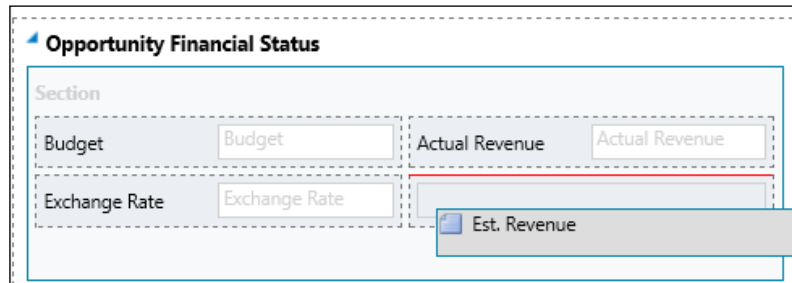 Opportunity Financial Status
Section
Budget Budget Actual Revenue Actual Revenue
Exchange Rate Exchange Rate
Est. Revenue